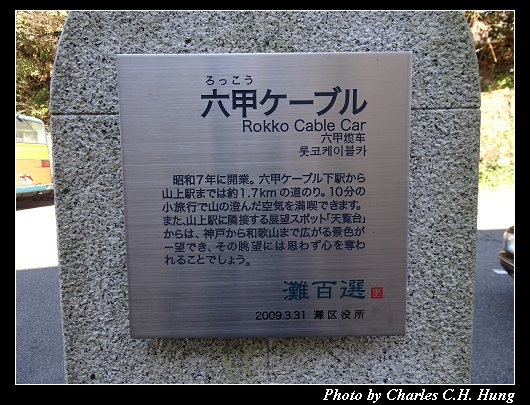 ろっこう
六甲ケーブル
Rokko Cable Car
六甲缆车
롯코케이블카
昭和7年に開業。六甲ケーブル下駅から
山上駅までは約1.7kmの道のり。10分の
小旅行で山の澄んだ空気を満喫できます。
また、山上駅に隣接する展望スポット「天覧台」
からは、神戸から和歌山まで広がる景色が
一望でき、その眺望には思わず心を奪わ
れることでしょう。
灘百選
2009.3.31 灘区役所
Photo by Charles C.H. Hung